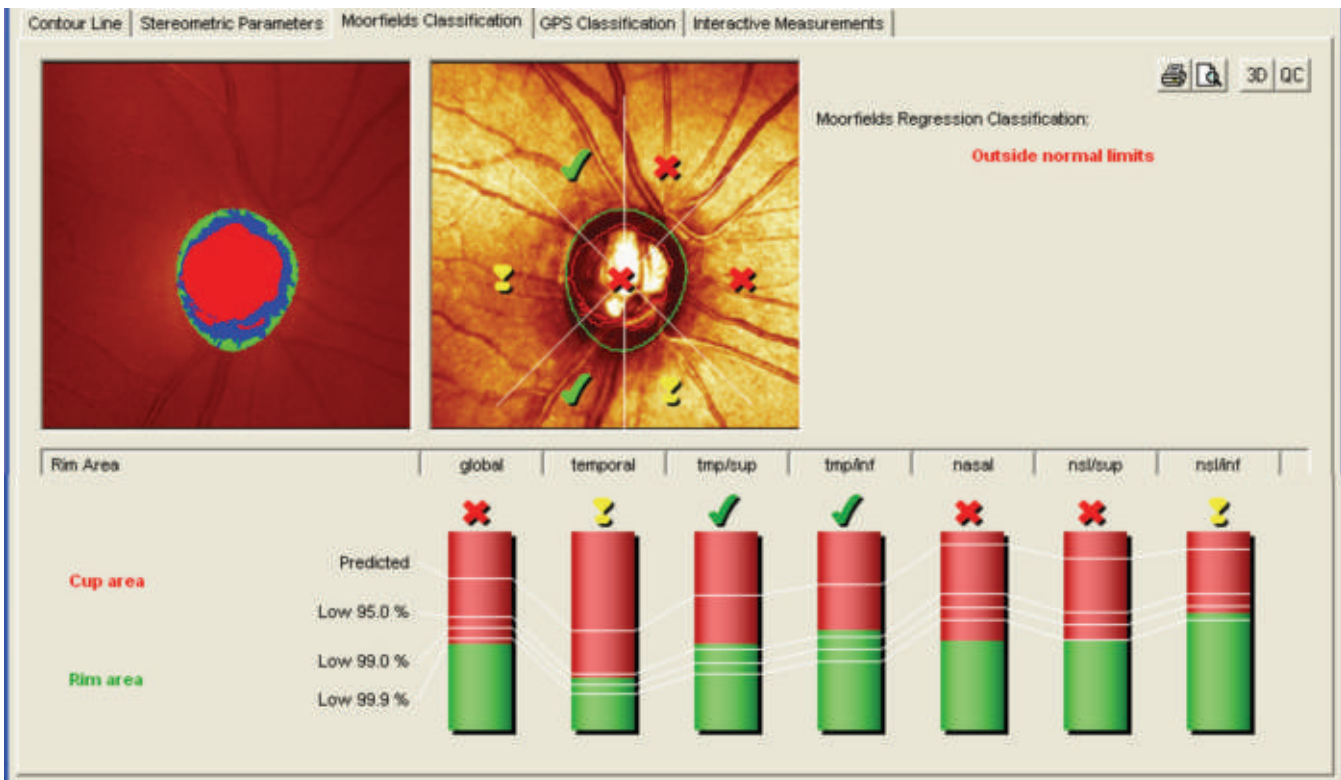 Contour Line Stereometric Parameters Moorfields Classification GPS Classification Interactive Measurements
3D QC
Moorfields Regression Classification:
Outside normal limits
Rim Area global temporal tmp/sup tmp/inf nasal nsl/sup nsl/inf
Predicted
Cup area
Low 95.0 %
Low 99.0 %
Rim area
Low 99.9 %